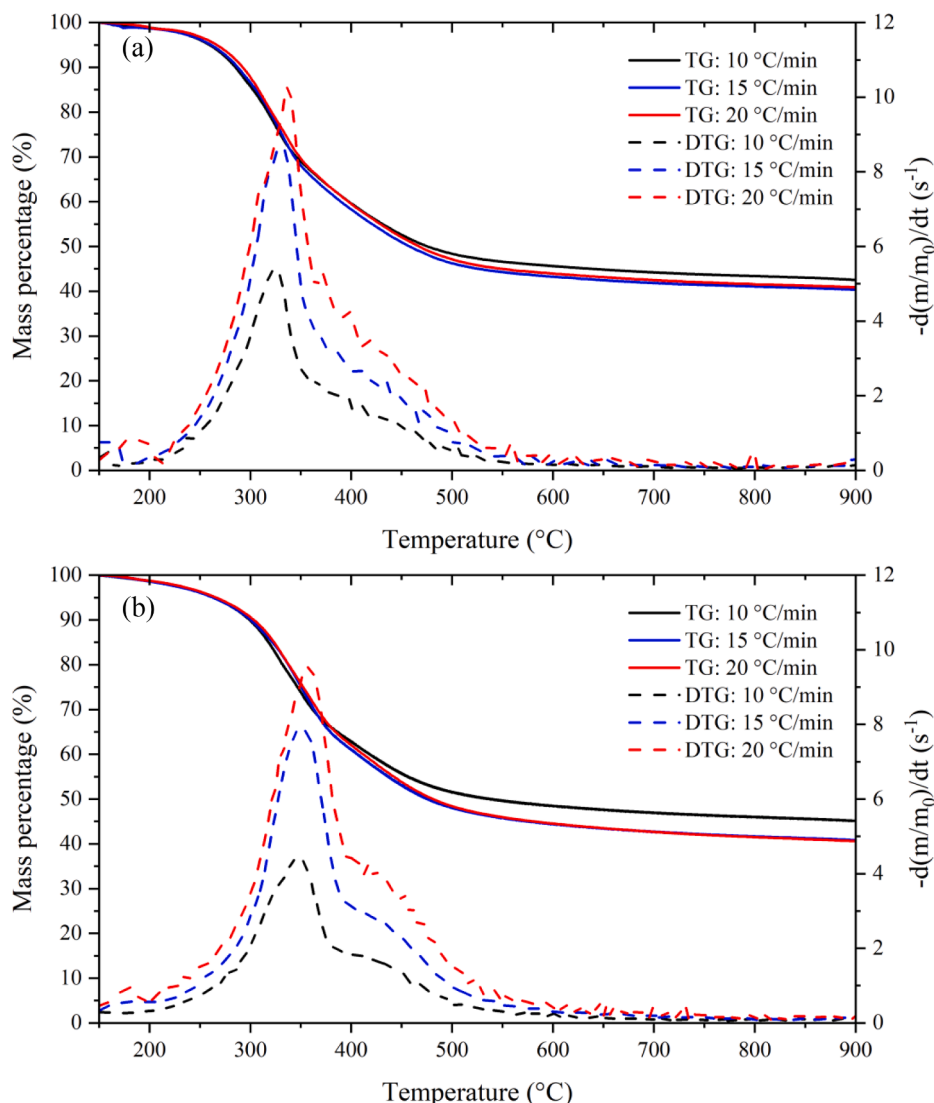 (a)
Mass percentage (%)
100
90
80
70
60
50
40
30
20
10
0
TG: 10 °C/min
TG: 15 °C/min
TG: 20 °C/min
DTG: 10 °C/min
DTG: 15 °C/min
DTG: 20 °C/min
12
10
8
6
4
2
0
-d(m/m₀)/dt (s⁻¹)
200 300 400 500 600 700 800 900
Temperature (°C)
(b)
Mass percentage (%)
100
90
80
70
60
50
40
30
20
10
0
TG: 10 °C/min
TG: 15 °C/min
TG: 20 °C/min
DTG: 10 °C/min
DTG: 15 °C/min
DTG: 20 °C/min
12
10
8
6
4
2
0
-d(m/m₀)/dt (s⁻¹)
200 300 400 500 600 700 800 900
Temperature (°C)